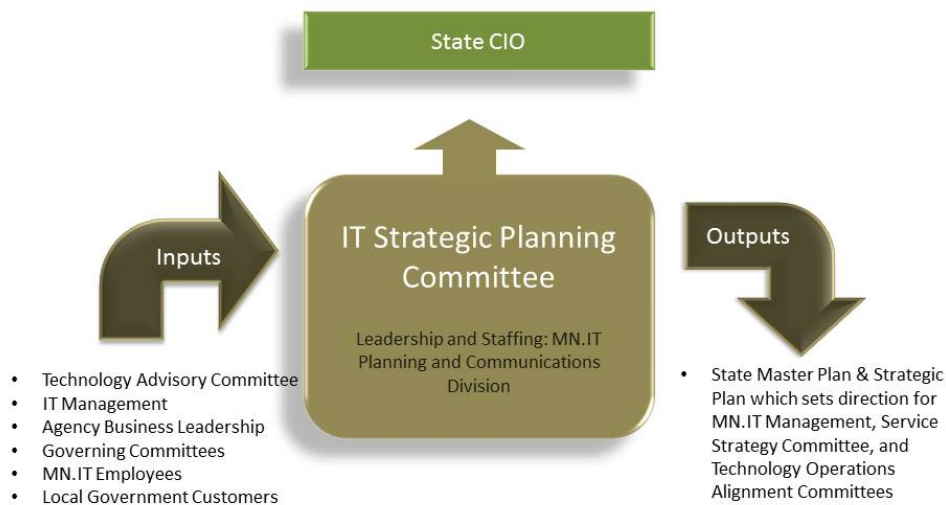 State CIO
Inputs
IT Strategic Planning
Committee
Leadership and Staffing: MN.IT
Planning and Communications
Division
Outputs
• Technology Advisory Committee
• IT Management
• Agency Business Leadership
• Governing Committees
• MN.IT Employees
• Local Government Customers
• State Master Plan & Strategic
Plan which sets direction for
MN.IT Management, Service
Strategy Committee, and
Technology Operations
Alignment Committees